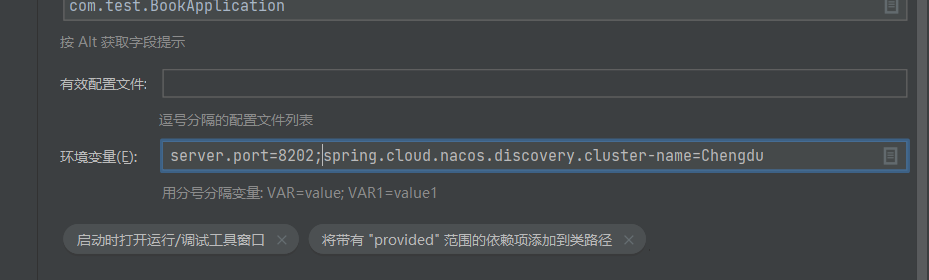 com.test.BookApplication
按 Alt 获取字段提示
有效配置文件:
逗号分隔的配置文件列表
环境变量(E): server.port=8202;spring.cloud.nacos.discovery.cluster-name=Chengdu
用分号分隔变量: VAR=value; VAR1=value1
启动时打开运行/调试工具窗口 × 将带有 "provided" 范围的依赖项添加到类路径 ×